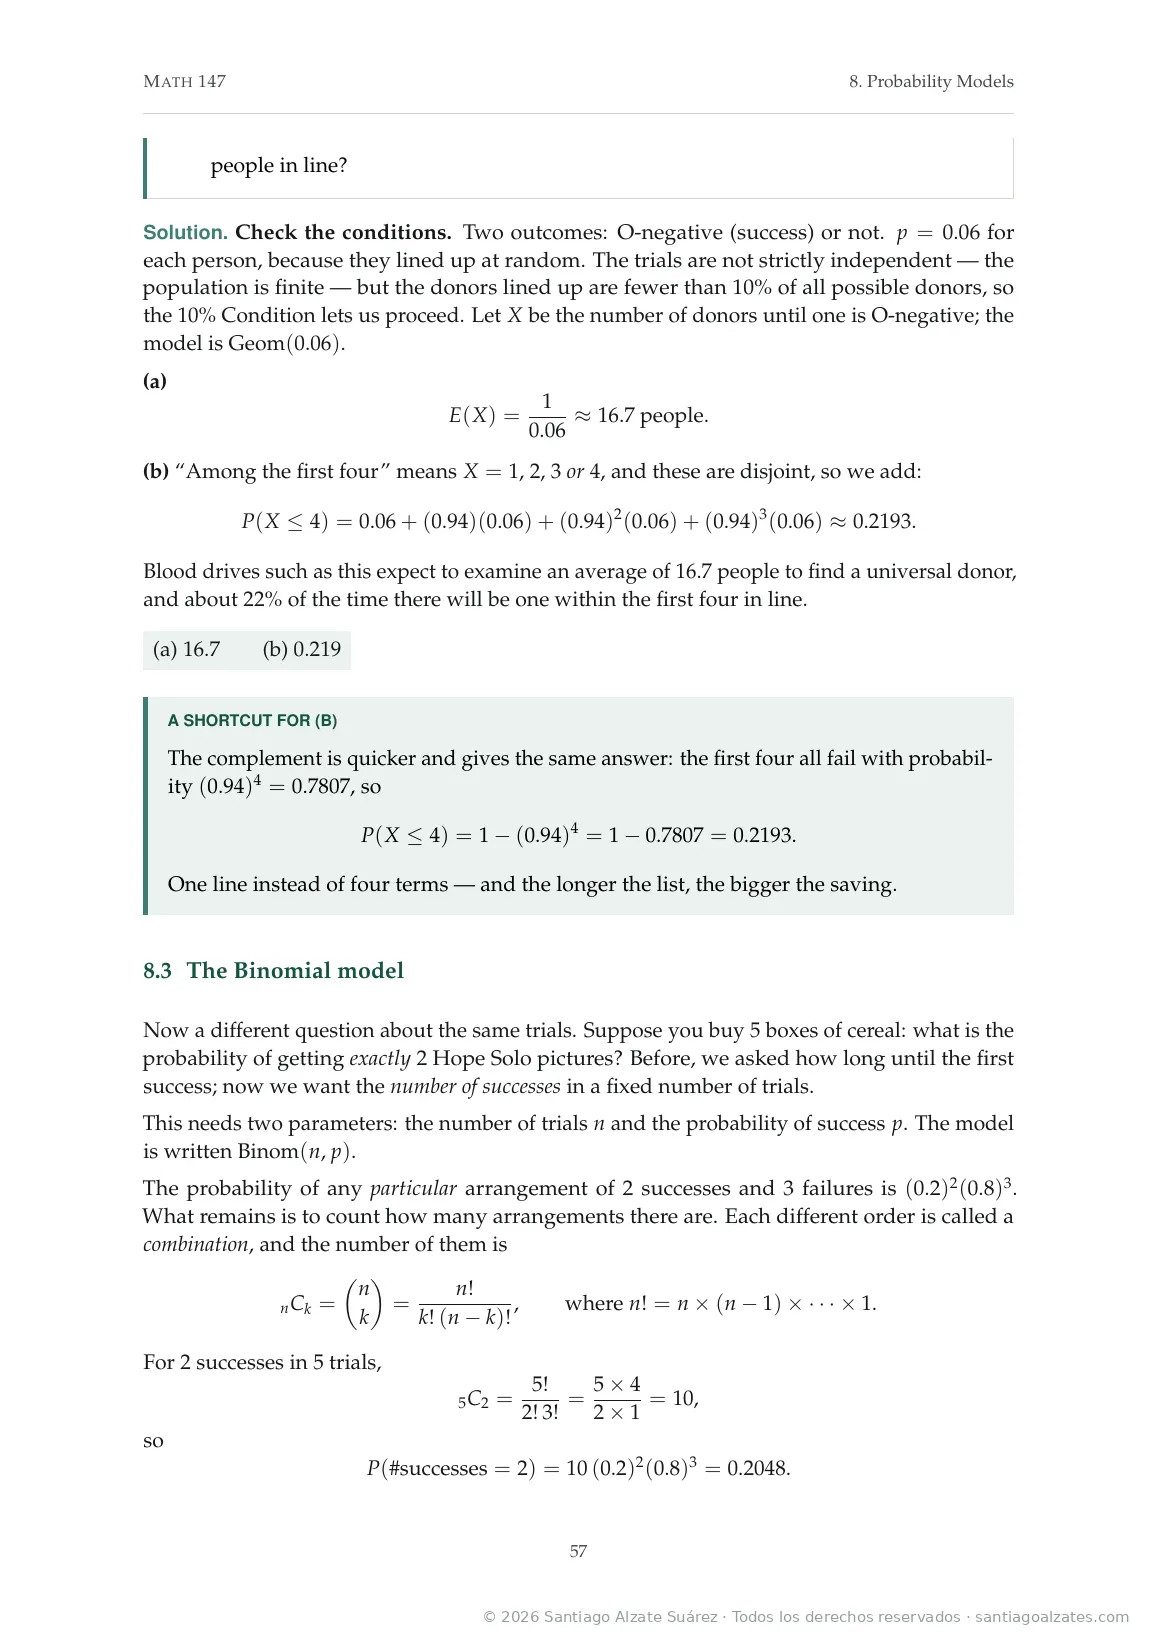 MATH 147
8. Probability Models
people in line?
Solution. Check the conditions. Two outcomes: O-negative (success) or not. p = 0.06 for
each person, because they lined up at random. The trials are not strictly independent — the
population is finite — but the donors lined up are fewer than 10% of all possible donors, so
the 10% Condition lets us proceed. Let X be the number of donors until one is O-negative; the
model is Geom(0.06).
(a)
E(X) = 1/0.06 ≈ 16.7 people.
(b) “Among the first four” means X = 1, 2, 3 or 4, and these are disjoint, so we add:
P(X ≤ 4) = 0.06 + (0.94)(0.06) + (0.94)²(0.06) + (0.94)³(0.06) ≈ 0.2193.
Blood drives such as this expect to examine an average of 16.7 people to find a universal donor,
and about 22% of the time there will be one within the first four in line.
(a) 16.7 (b) 0.219
A SHORTCUT FOR (B)
The complement is quicker and gives the same answer: the first four all fail with probabil-
ity (0.94)⁴ = 0.7807, so
P(X ≤ 4) = 1 − (0.94)⁴ = 1 − 0.7807 = 0.2193.
One line instead of four terms — and the longer the list, the bigger the saving.
8.3 The Binomial model
Now a different question about the same trials. Suppose you buy 5 boxes of cereal: what is the
probability of getting exactly 2 Hope Solo pictures? Before, we asked how long until the first
success; now we want the number of successes in a fixed number of trials.
This needs two parameters: the number of trials n and the probability of success p. The model
is written Binom(n, p).
The probability of any particular arrangement of 2 successes and 3 failures is (0.2)²(0.8)³.
What remains is to count how many arrangements there are. Each different order is called a
combination, and the number of them is
ₙCₖ = (n k) = n!/(k! (n − k)!), where n! = n × (n − 1) × · · · × 1.
For 2 successes in 5 trials,
₅C₂ = 5!/(2! 3!) = (5 × 4)/(2 × 1) = 10,
so
P(#successes = 2) = 10 (0.2)²(0.8)³ = 0.2048.
57
© 2026 Santiago Alzate Suárez · Todos los derechos reservados · santiagoalzates.com